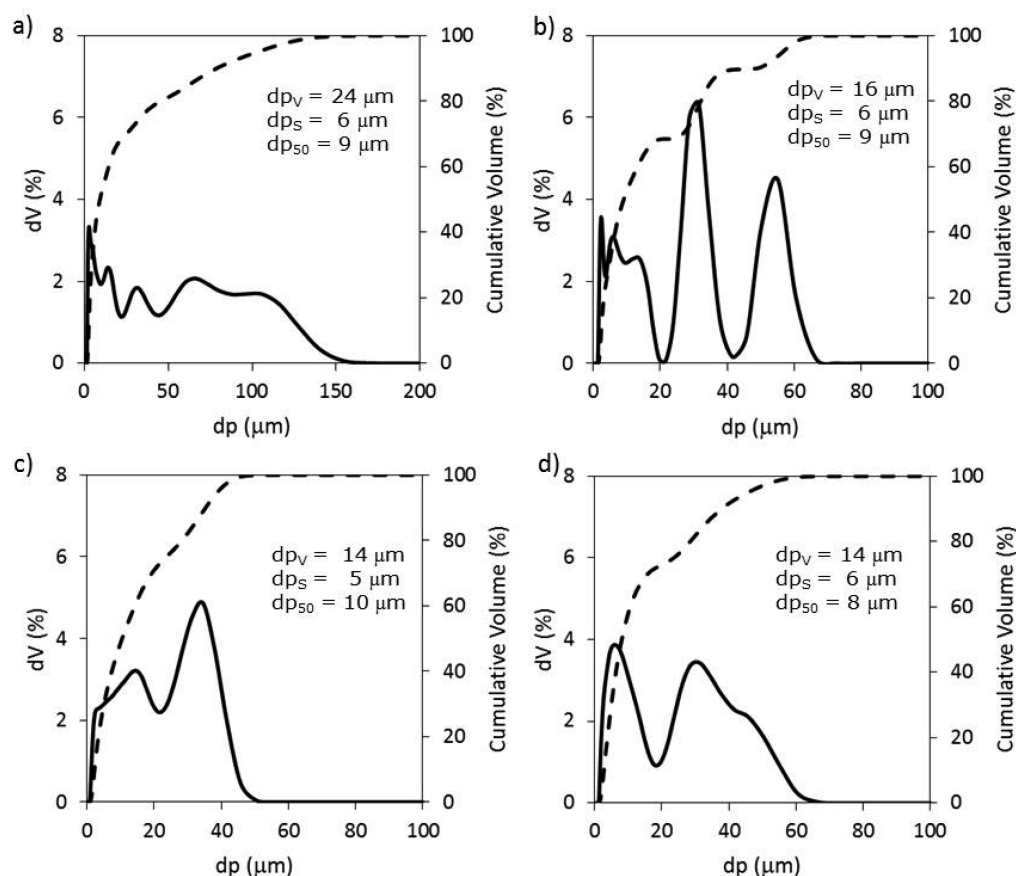 a)
8
6
4
2
0
dV (%)
100
80
60
40
20
0
Cumulative Volume (%)
dpV = 24 μm
dpS = 6 μm
dp50 = 9 μm
0 50 100 150 200
dp (μm)
b)
8
6
4
2
0
dV (%)
100
80
60
40
20
0
Cumulative Volume (%)
dpV = 16 μm
dpS = 6 μm
dp50 = 9 μm
0 20 40 60 80 100
dp (μm)
c)
8
6
4
2
0
dV (%)
100
80
60
40
20
0
Cumulative Volume (%)
dpV = 14 μm
dpS = 5 μm
dp50 = 10 μm
0 20 40 60 80 100
dp (μm)
d)
8
6
4
2
0
dV (%)
100
80
60
40
20
0
Cumulative Volume (%)
dpV = 14 μm
dpS = 6 μm
dp50 = 8 μm
0 20 40 60 80 100
dp (μm)